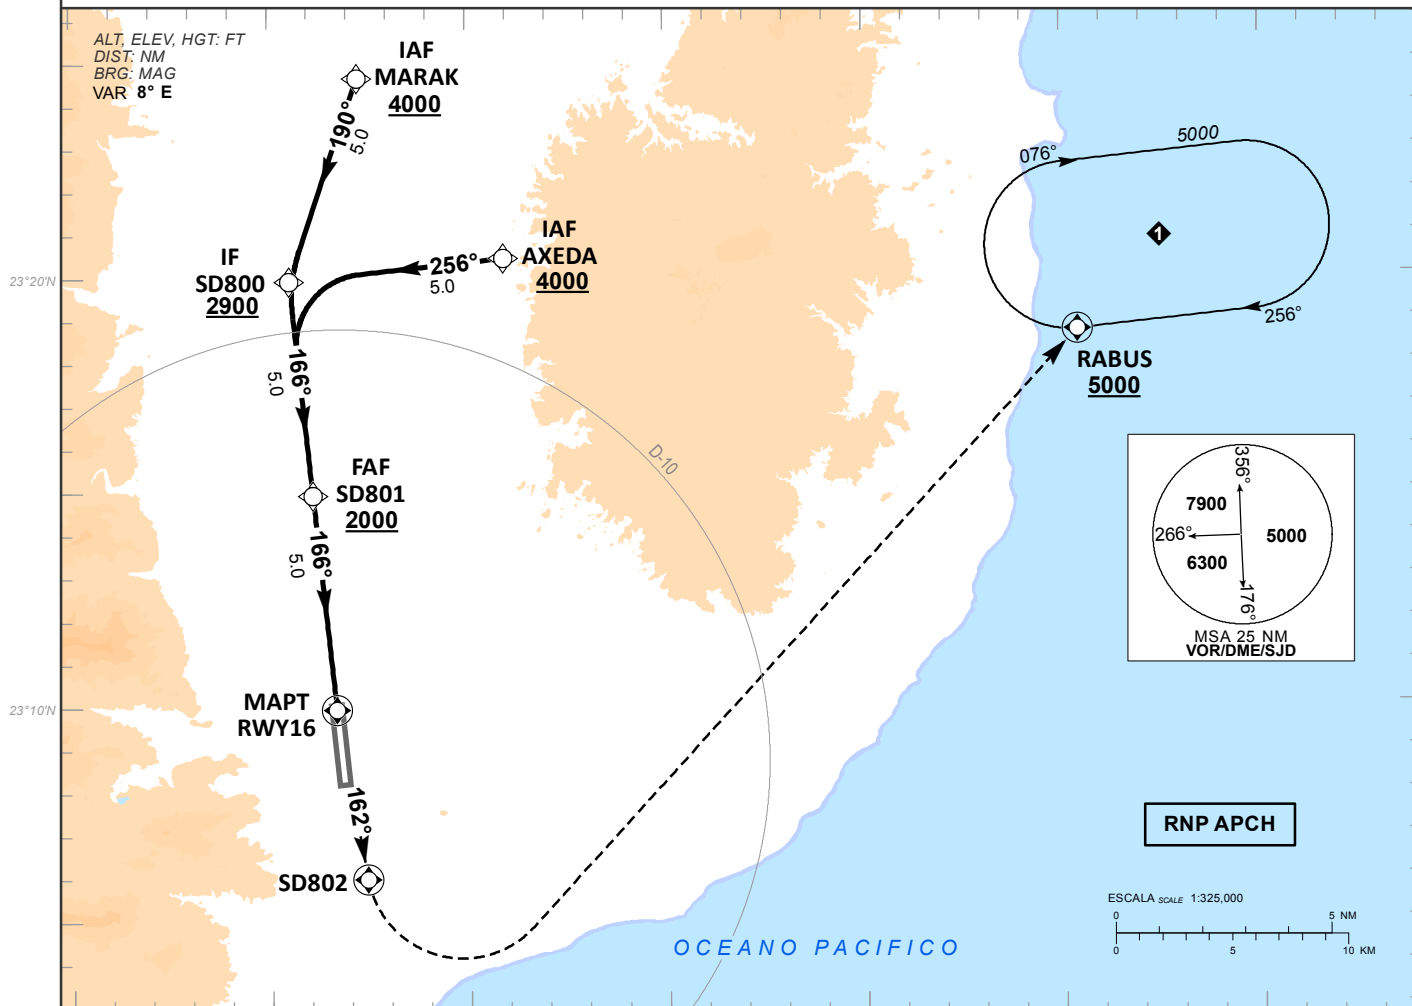 ALT, ELEV, HGT: FT
DIST: NM
BRG: MAG
VAR 8° E
IAF
MARAK
4000
190°
5.0
IAF
AXEDA
4000
256°
5.0
IF
SD800
2900
23°20'N
166°
5.0
FAF
SD801
2000
166°
5.0
D-10
MAPT
RWY16
23°10'N
162°
SD802
5000
076°
1
256°
RABUS
5000
356°
7900
266°
5000
6300
176°
MSA 25 NM
VOR/DME/SJD
RNP APCH
ESCALA SCALE 1:325,000
0 5 NM
0 5 10 KM
OCEANO PACIFICO